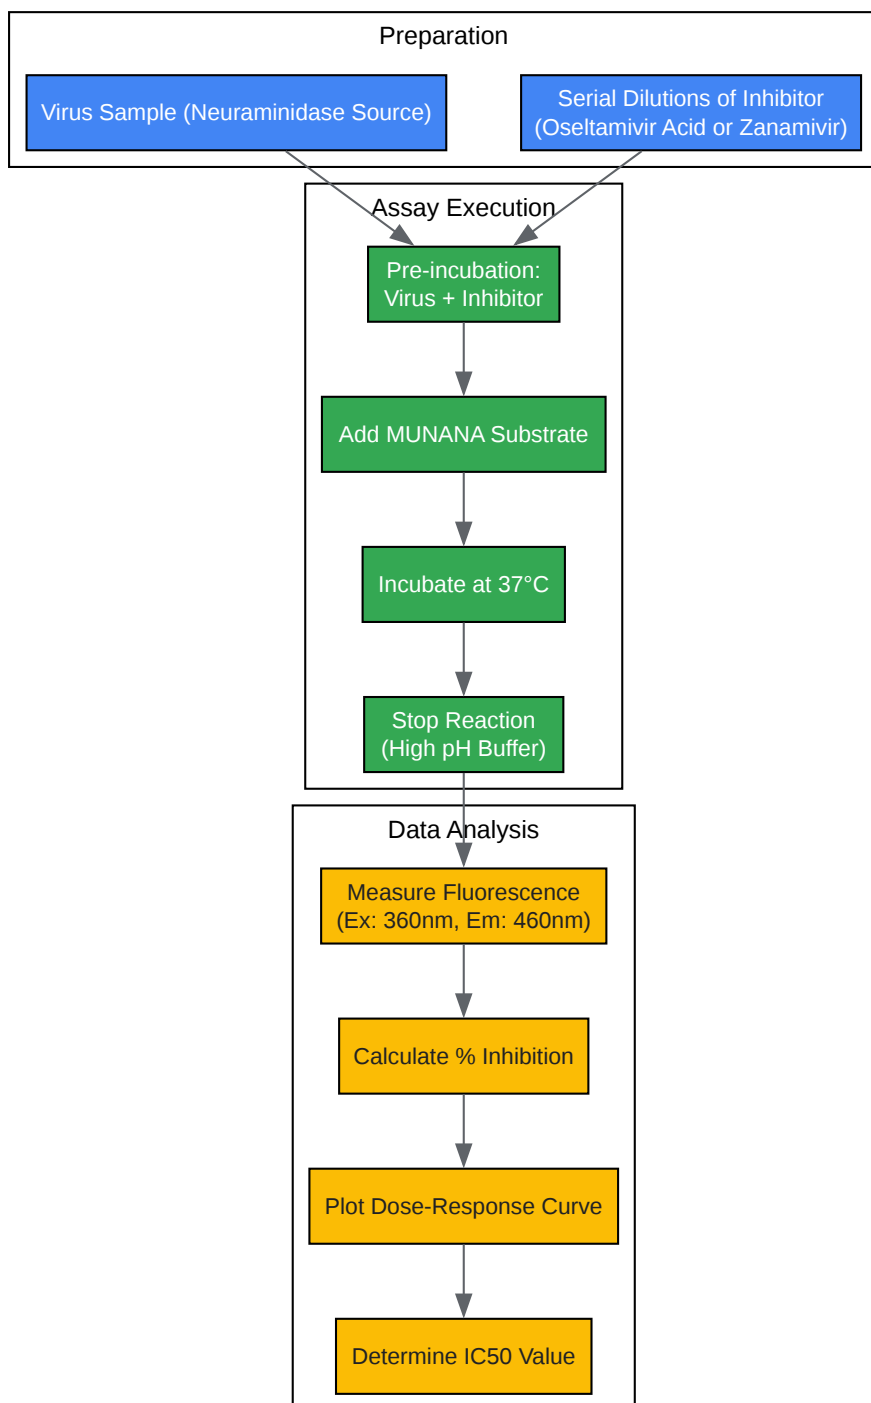 Preparation
Virus Sample (Neuraminidase Source)
Serial Dilutions of Inhibitor
(Oseltamivir Acid or Zanamivir)
Assay Execution
Pre-incubation:
Virus + Inhibitor
Add MUNANA Substrate
Incubate at 37°C
Stop Reaction
(High pH Buffer)
Data Analysis
Measure Fluorescence
(Ex: 360nm, Em: 460nm)
Calculate % Inhibition
Plot Dose-Response Curve
Determine IC50 Value